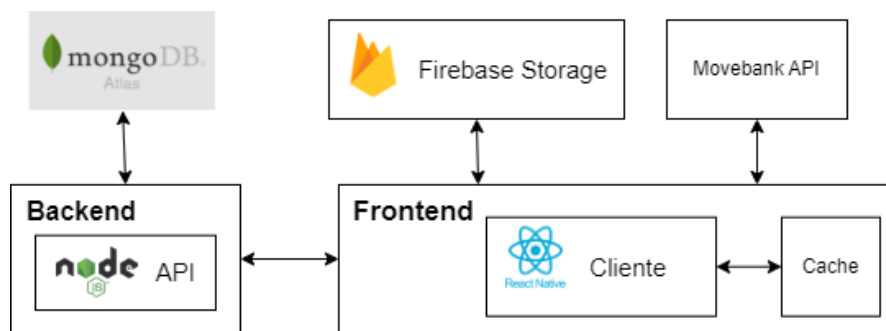 mongoDB.
Atlas
Firebase Storage
Movebank API
Backend
node
JS
API
Frontend
React Native
Cliente
Cache